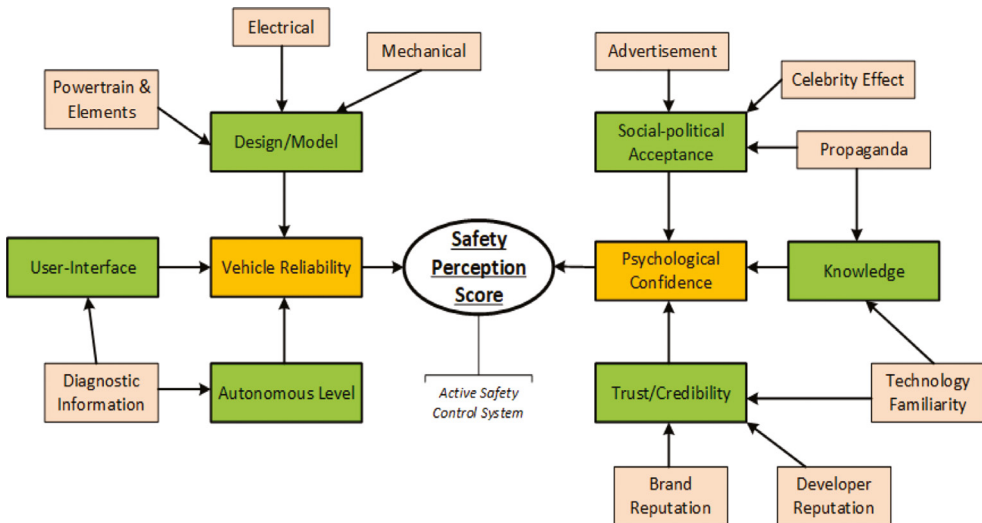 Electrical
Mechanical
Advertisement
Celebrity Effect
Powertrain &
Elements
Design/Model
Social-political
Acceptance
Propaganda
User-Interface
Vehicle Reliability
Safety
Perception
Score
Psychological
Confidence
Knowledge
Diagnostic
Information
Autonomous Level
Active Safety
Control System
Trust/Credibility
Technology
Familiarity
Brand
Reputation
Developer
Reputation